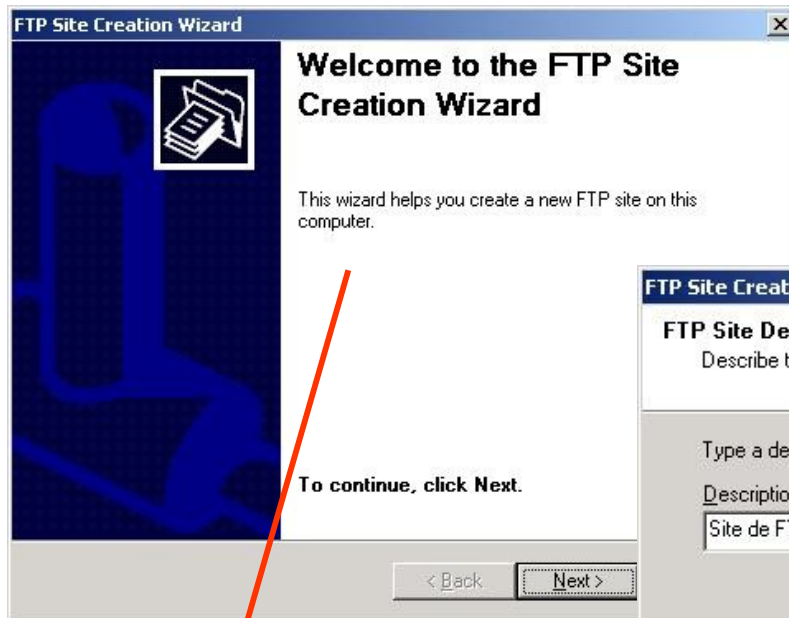 FTP Site Creation Wizard
Welcome to the FTP Site
Creation Wizard
This wizard helps you create a new FTP site on this
computer.
To continue, click Next.
< Back
Next >
FTP Site Creat
FTP Site De
Describe t
Type a de
Descriptio
Site de F